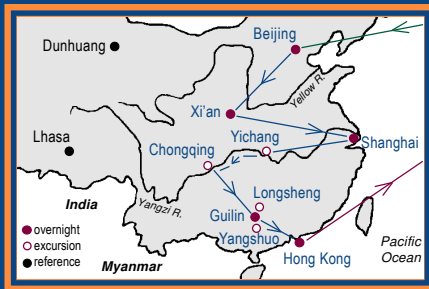 Beijing
Dunhuang
Yellow R.
Xi'an
Yichang
Shanghai
Lhasa
Chongqing
Longsheng
India
Yangzi R.
Guilin
overnight
excursion
Yangshuo
reference
Pacific
Ocean
Myanmar
Hong Kong